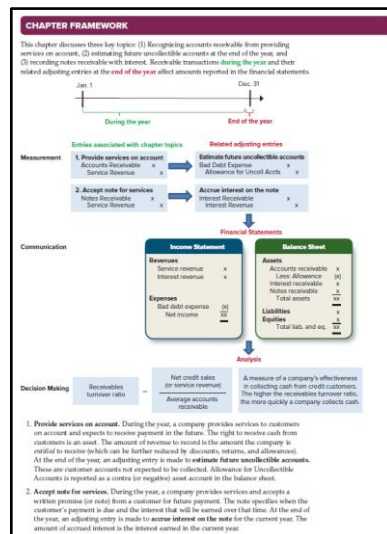 CHAPTER FRAMEWORK
This chapter discusses three key topics: (1) Recognizing accounts receivable from providing
services on account, (2) estimating future uncollectible accounts at the end of the year, and
(3) recording notes receivable with interest. Receivable transactions during the year and their
related adjusting entries at the end of the year affect amounts reported in the financial statements.
Jan. 1
Dec. 31
During the year
End of the year
Entries associated with chapter topics
Related adjusting entries
Measurement
1. Provide services on account
Accounts Receivable x
Service Revenue x
Estimate future uncollectible accounts
Bad Debt Expense x
Allowance for Uncoll Accts x
2. Accept note for services
Notes Receivable x
Service Revenue x
Accrue interest on the note
Interest Receivable x
Interest Revenue x
Financial Statements
Communication
Income Statement
Revenues
Service revenue x
Interest revenue x
Expenses
Bad debt expense (x)
Net income xx
Balance Sheet
Assets
Accounts receivable x
Less: Allowance (x)
Interest receivable x
Notes receivable x
Total assets xx
Liabilities x
Equities x
Total liab. and eq. xx
Analysis
Decision Making
Receivables
turnover ratio
=
Net credit sales
(or service revenue)
Average accounts
receivable
A measure of a company's effectiveness
in collecting cash from credit customers.
The higher the receivables turnover ratio,
the more quickly a company collects cash.
1. Provide services on account. During the year, a company provides services to customers
on account and expects to receive payment in the future. The right to receive cash from
customers is an asset. The amount of revenue to record is the amount the company is
entitled to receive (which can be further reduced by discounts, returns, and allowances).
At the end of the year, an adjusting entry is made to estimate future uncollectible accounts.
These are customer accounts not expected to be collected. Allowance for Uncollectible
Accounts is reported as a contra (or negative) asset account in the balance sheet.
2. Accept note for services. During the year, a company provides services and accepts a
written promise (or note) from a customer for future payment. The note specifies when the
customer's payment is due and the interest that will be earned over that time. At the end of
the year, an adjusting entry is made to accrue interest on the note for the current year. The
amount of accrued interest is the interest earned in the current year.